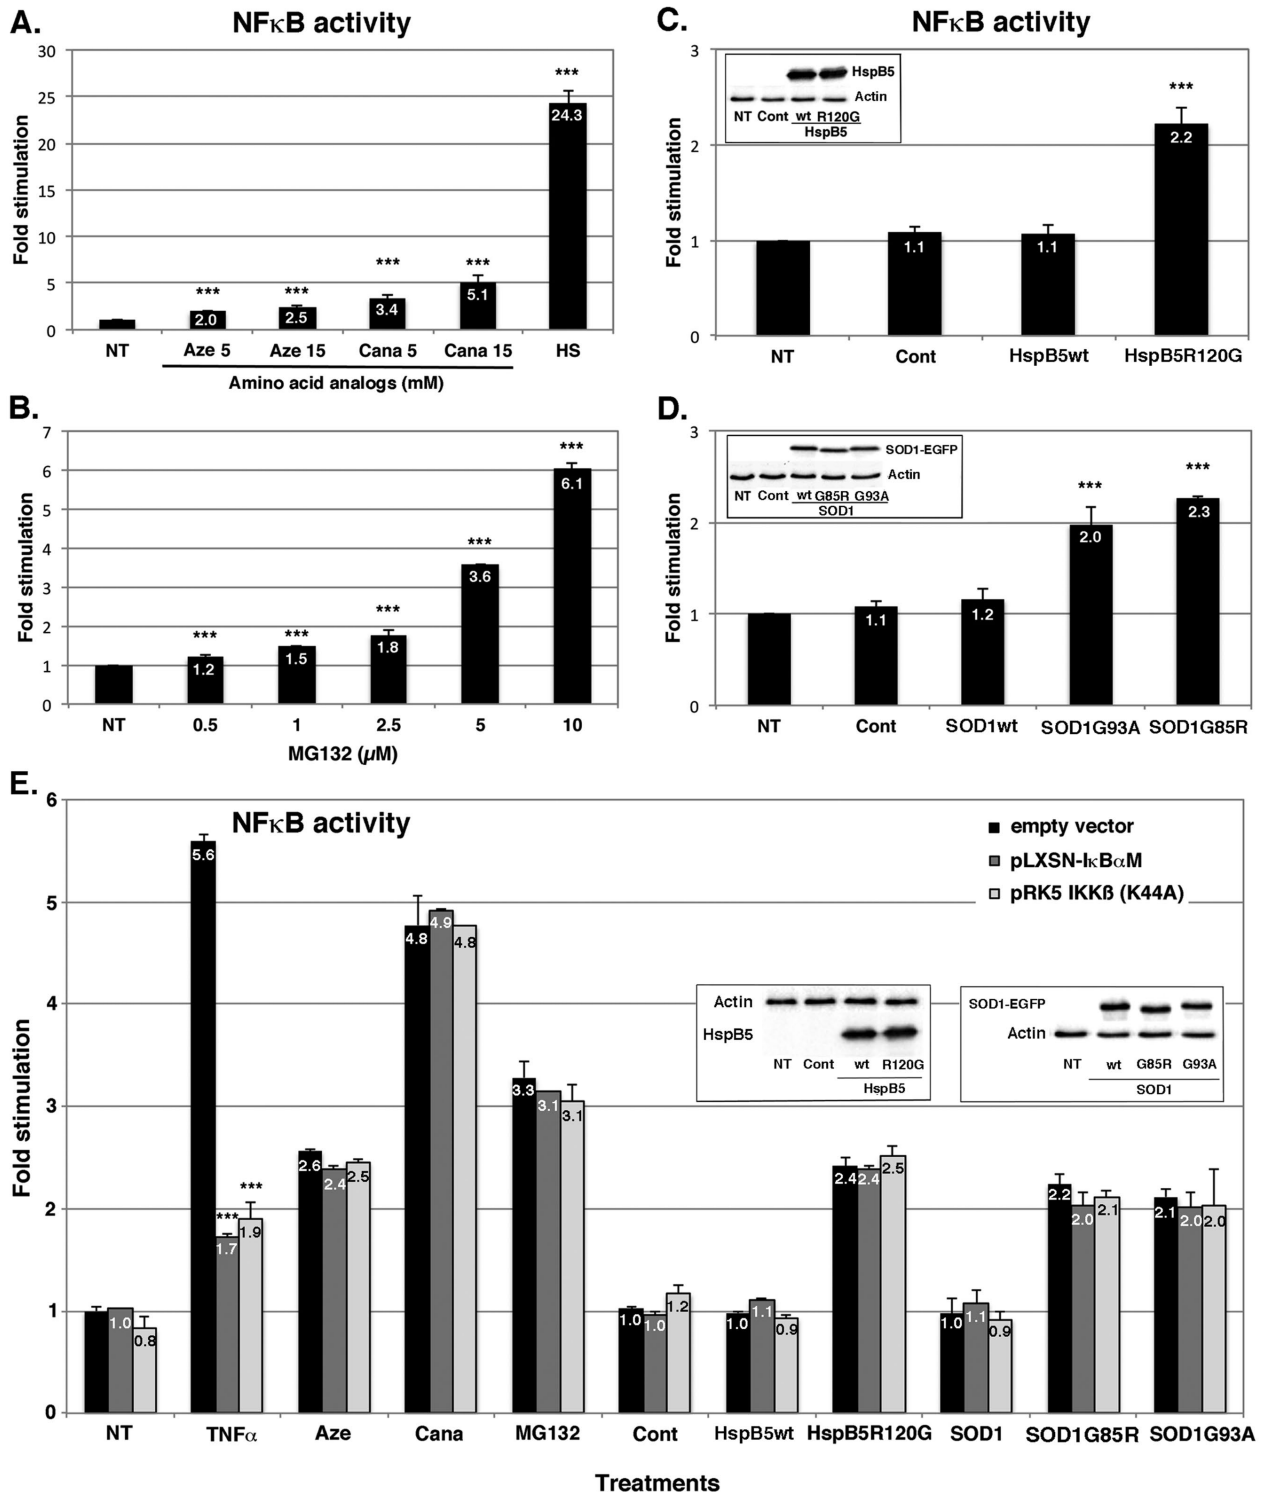 A.
NFκB activity
30
25
20
15
10
5
0
Fold stimulation
***
***
***
***
***
2.0
2.5
3.4
5.1
24.3
NT
Aze 5
Aze 15
Cana 5
Cana 15
HS
Amino acid analogs (mM)
B.
7
6
5
4
3
2
1
0
Fold stimulation
***
***
***
***
***
1.2
1.5
1.8
3.6
6.1
NT
0.5
1
2.5
5
10
MG132 (µM)
C.
NFκB activity
3
2
1
0
Fold stimulation
HspB5
Actin
NT Cont wt R120G
HspB5
***
1.1
1.1
2.2
NT
Cont
HspB5wt
HspB5R120G
D.
3
2
1
0
Fold stimulation
SOD1-EGFP
Actin
NT Cont wt G85R G93A
SOD1
***
***
1.1
1.2
2.0
2.3
NT
Cont
SOD1wt
SOD1G93A
SOD1G85R
E.
NFκB activity
6
5
4
3
2
1
0
Fold stimulation
empty vector
pLXSN-IκBαM
pRK5 IKKß (K44A)
Actin
HspB5
NT Cont wt R120G
HspB5
SOD1-EGFP
Actin
NT wt G85R G93A
SOD1
1.0
0.8
5.6
***
1.7
***
1.9
2.6
2.4
2.5
4.8
4.9
4.8
3.3
3.1
3.1
1.0
1.0
1.2
1.0
1.1
0.9
2.4
2.4
2.5
1.0
1.1
0.9
2.2
2.0
2.1
2.1
2.0
2.0
NT
TNFα
Aze
Cana
MG132
Cont
HspB5wt
HspB5R120G
SOD1
SOD1G85R
SOD1G93A
Treatments